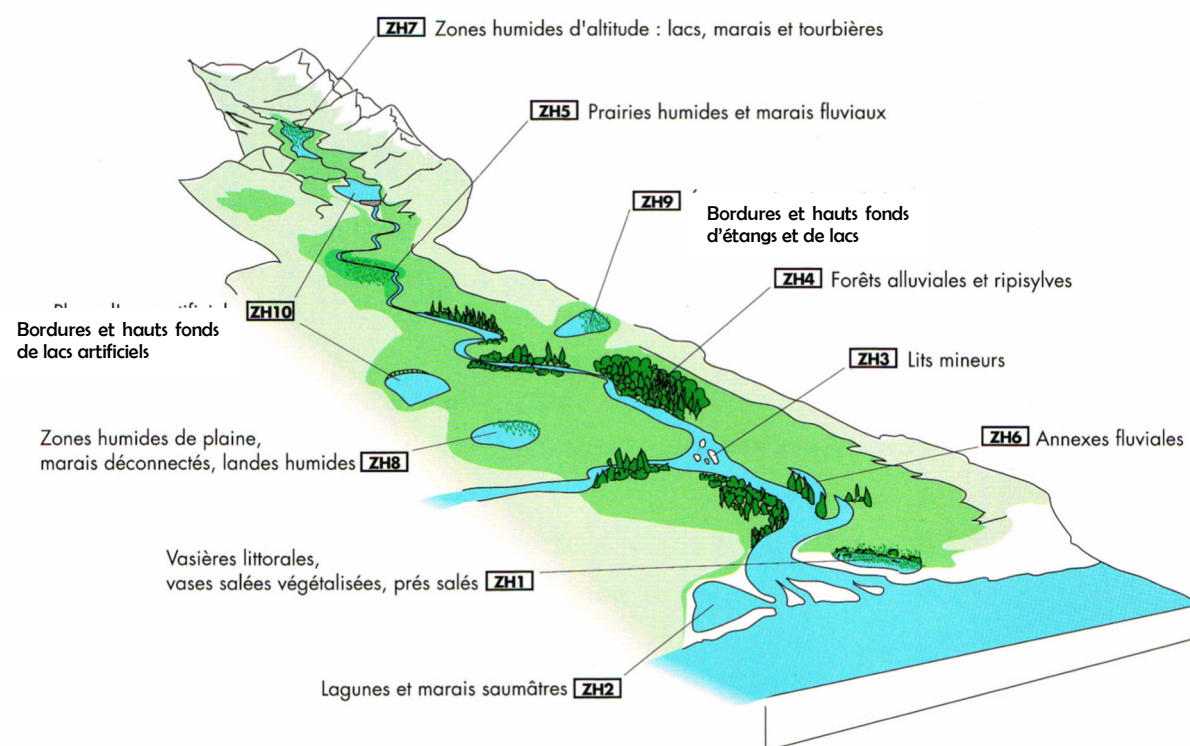 ZH7 Zones humides d'altitude : lacs, marais et tourbières
ZH5 Prairies humides et marais fluviaux
ZH9
Bordures et hauts fonds
d'étangs et de lacs
ZH4 Forêts alluviales et ripisylves
ZH10
Bordures et hauts fonds
de lacs artificiels
ZH3 Lits mineurs
Zones humides de plaine,
marais déconnectés, landes humides ZH8
ZH6 Annexes fluviales
Vasières littorales,
vases salées végétalisées, prés salés ZH1
Lagunes et marais saumâtres ZH2